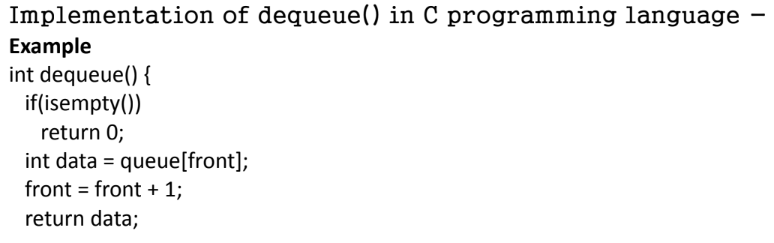 Implementation of dequeue() in C programming language −
Example
int dequeue() {
if(isempty())
return 0;
int data = queue[front];
front = front + 1;
return data;